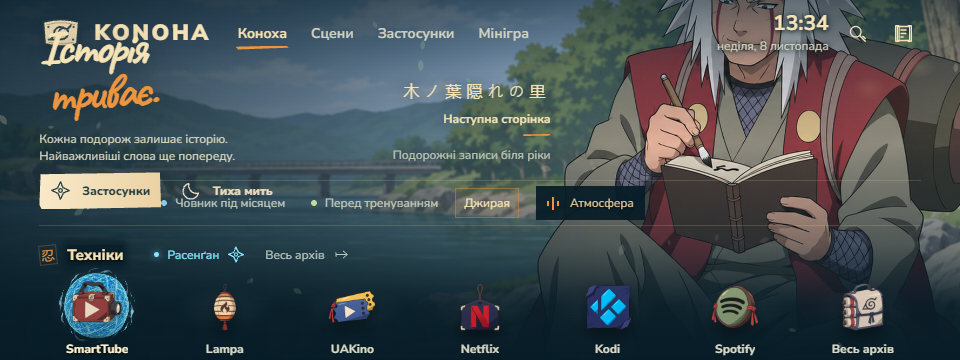 KONOHA
Коноха
Сцени
Застосунки
Мінігра
13:34
неділя, 8 листопада
Історія
триває.
木ノ葉隠れの里
Наступна сторінка
Кожна подорож залишає історію.
Найважливіші слова ще попереду.
Подорожні записи біля ріки
Застосунки
Тиха мить
Човник під місяцем
Перед тренуванням
Джирая
Атмосфера
忍
Техніки
Расенґан
Весь архів
N
SmartTube
Lampa
UAKino
Netflix
Kodi
Spotify
Весь архів